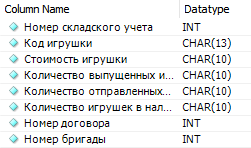 Column Name Datatype
Номер складского учета INT
Код игрушки CHAR(13)
Стоимость игрушки CHAR(10)
Количество выпущенных и... CHAR(10)
Количество отправленных... CHAR(10)
Количество игрушек в нал... CHAR(10)
Номер договора INT
Номер бригады INT